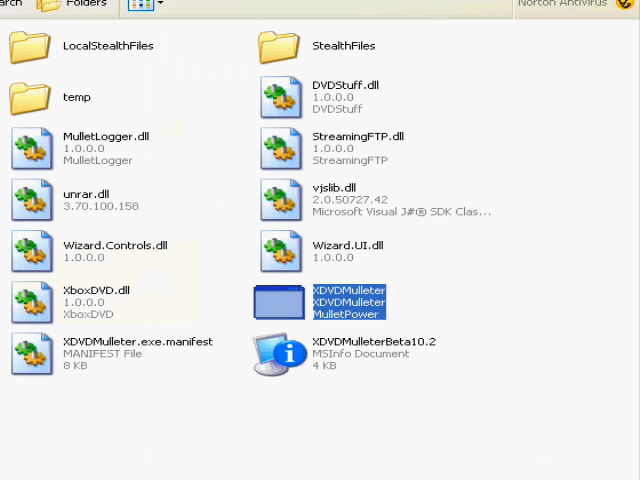 Folders
Norton AntiVirus
LocalStealthFiles
StealthFiles
temp
DVDStuff.dll
1.0.0.0
DVDStuff
MulletLogger.dll
1.0.0.0
MulletLogger
StreamingFTP.dll
1.0.0.0
StreamingFTP
unrar.dll
3.70.100.158
vjslib.dll
2.0.50727.42
Microsoft Visual J#® SDK Clas...
Wizard.Controls.dll
1.0.0.0
Wizard.UI.dll
1.0.0.0
XboxDVD.dll
1.0.0.0
XboxDVD
XDVDMulleter
XDVDMulleter
MulletPower
XDVDMulleter.exe.manifest
MANIFEST File
8 KB
XDVDMulleterBeta10.2
MSInfo Document
4 KB